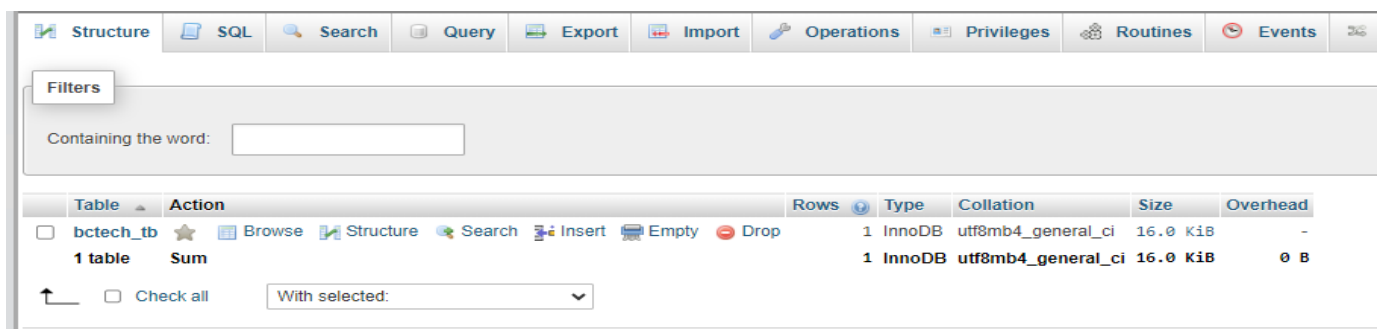 Structure SQL Search Query Export Import Operations Privileges Routines Events
Filters
Containing the word:
Table Action Rows Type Collation Size Overhead
bctech_tb Browse Structure Search Insert Empty Drop 1 InnoDB utf8mb4_general_ci 16.0 KiB -
1 table Sum 1 InnoDB utf8mb4_general_ci 16.0 KiB 0 B
Check all With selected: